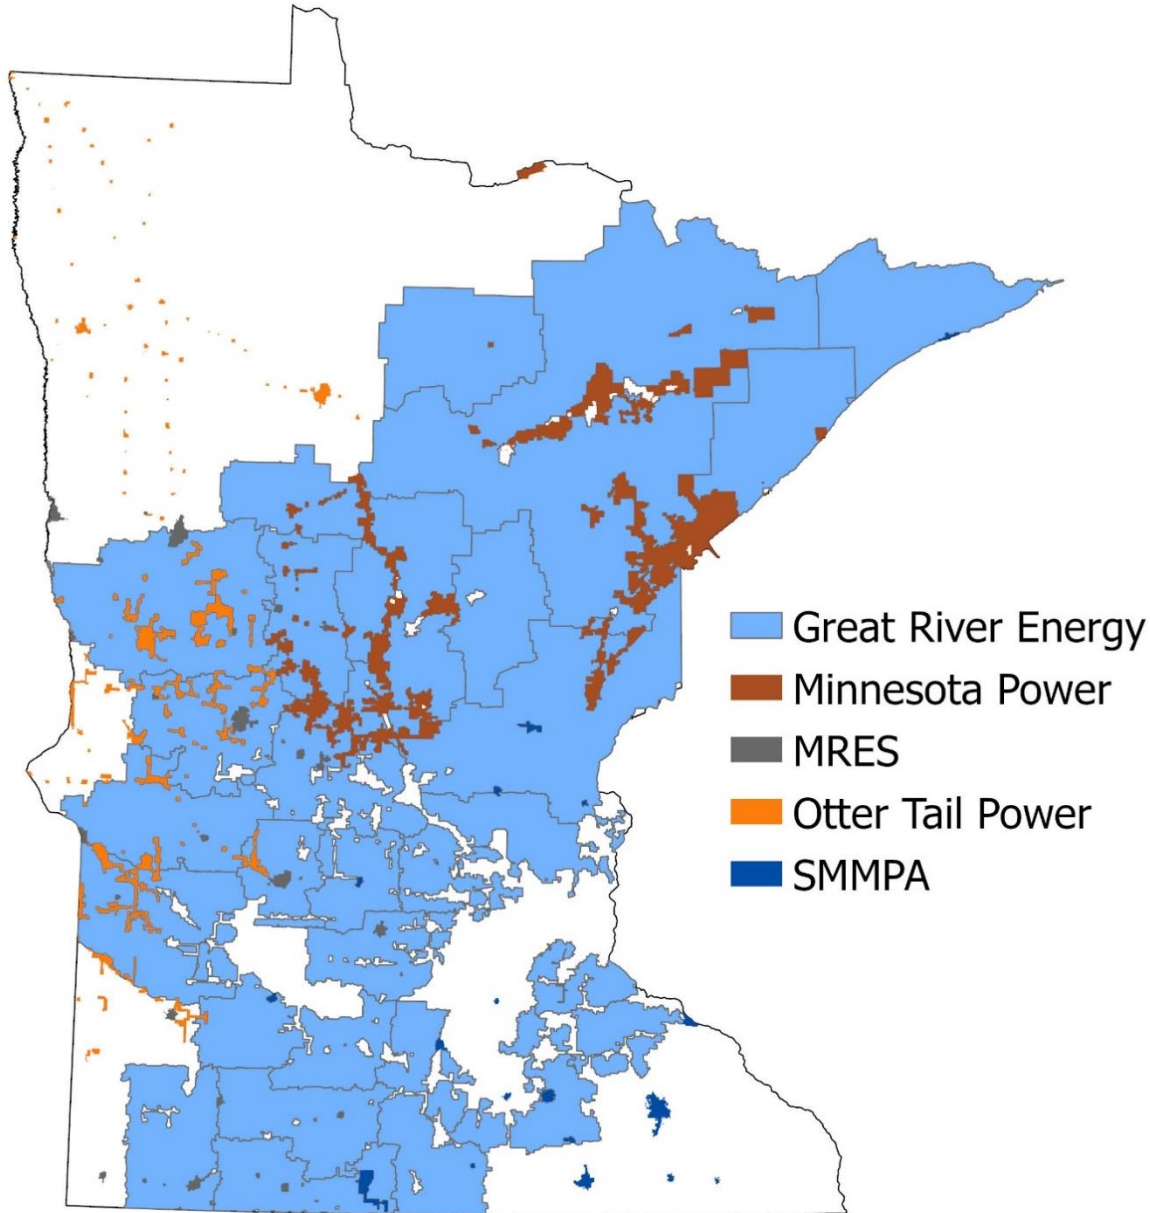 Great River Energy
Minnesota Power
MRES
Otter Tail Power
SMMPA